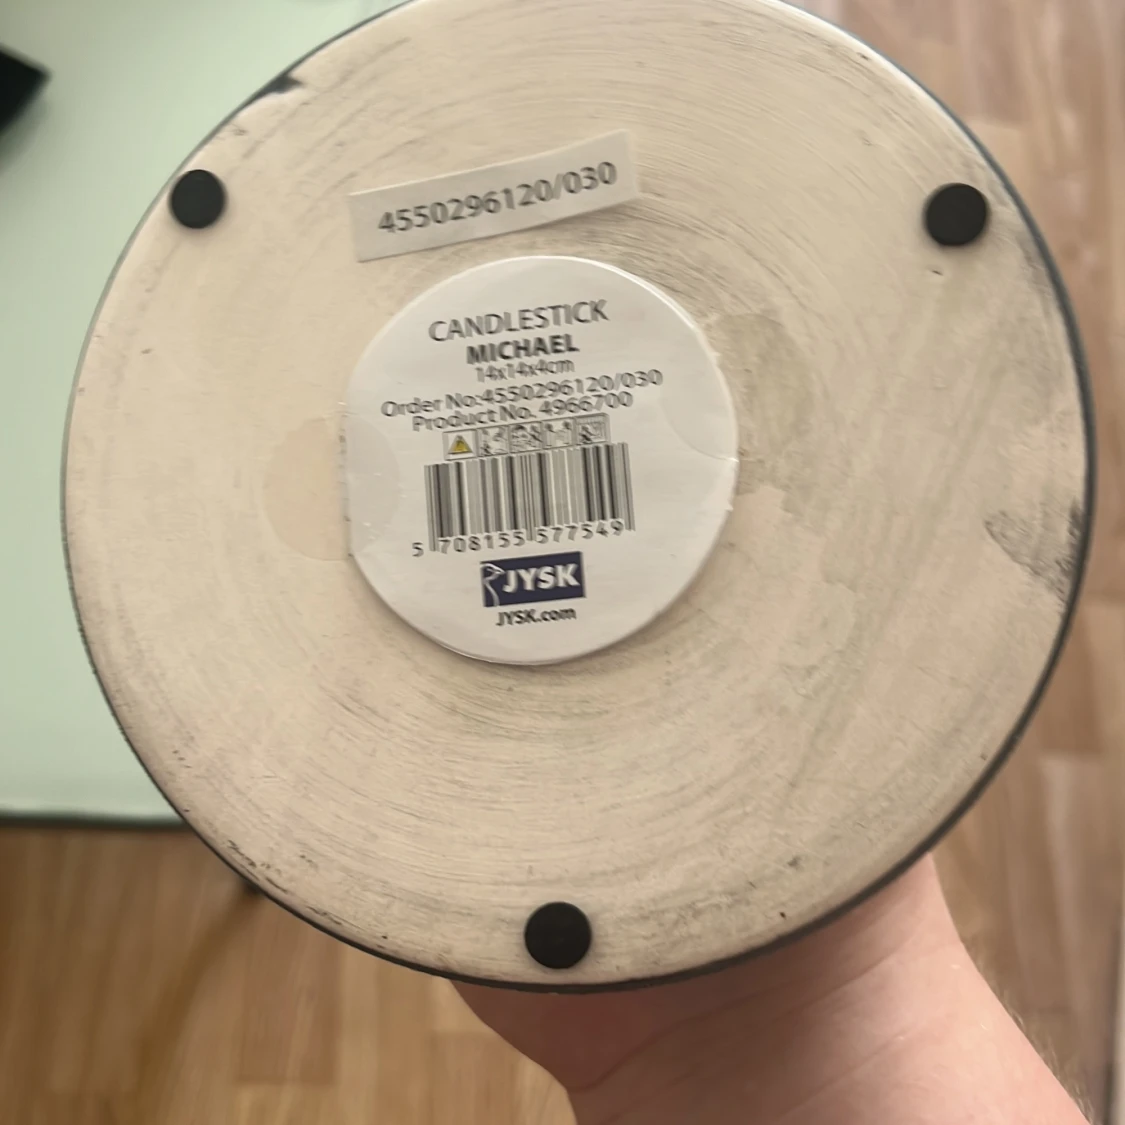 4550296120/030
CANDLESTICK
MICHAEL
14x14x4cm
Order No:4550296120/030
Product No. 4966700
5 708155 577549
JYSK
JYSK.com